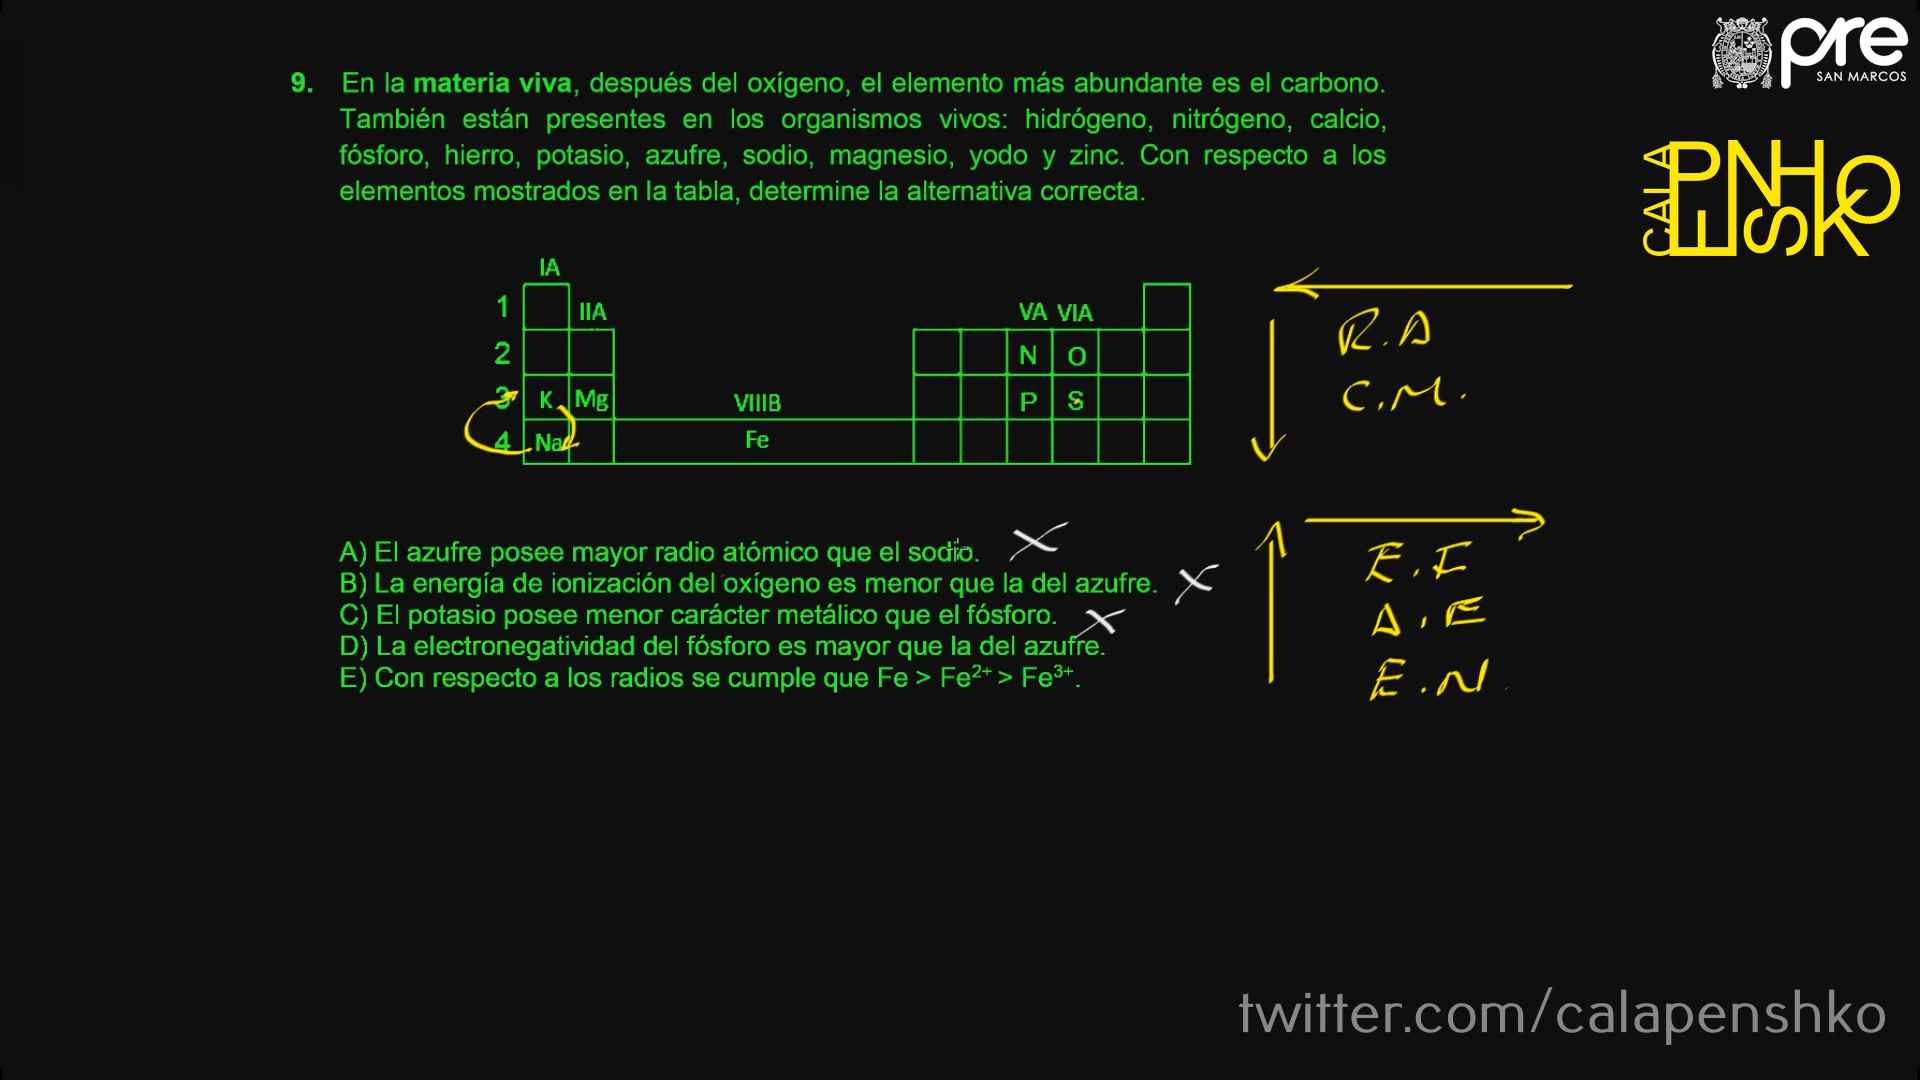 pre
SAN MARCOS
CALA
PENSHKO
9. En la materia viva, después del oxígeno, el elemento más abundante es el carbono.
También están presentes en los organismos vivos: hidrógeno, nitrógeno, calcio,
fósforo, hierro, potasio, azufre, sodio, magnesio, yodo y zinc. Con respecto a los
elementos mostrados en la tabla, determine la alternativa correcta.
IA
1 IIA VA VIA
2 N O
3 K Mg VIIIB P S
4 Na Fe
R.A
C.M.
A) El azufre posee mayor radio atómico que el sodio.
B) La energía de ionización del oxígeno es menor que la del azufre.
C) El potasio posee menor carácter metálico que el fósforo.
D) La electronegatividad del fósforo es mayor que la del azufre.
E) Con respecto a los radios se cumple que Fe > Fe²⁺ > Fe³⁺.
E.I
A.E
E.N.
twitter.com/calapenshko